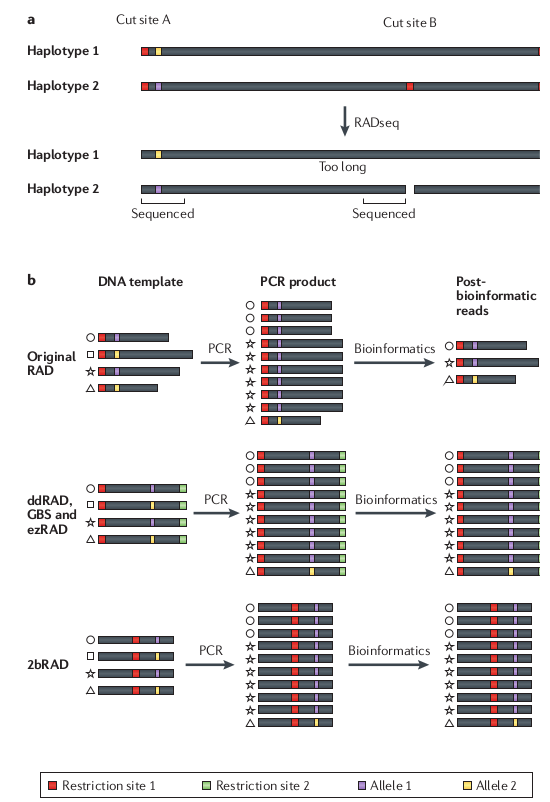 a
Cut site A
Cut site B
Haplotype 1
Haplotype 2
RADseq
Haplotype 1
Too long
Haplotype 2
Sequenced
Sequenced
b
DNA template
PCR product
Post-
bioinformatic
reads
Original
RAD
PCR
Bioinformatics
ddRAD,
GBS and
ezRAD
PCR
Bioinformatics
2bRAD
PCR
Bioinformatics
Restriction site 1
Restriction site 2
Allele 1
Allele 2